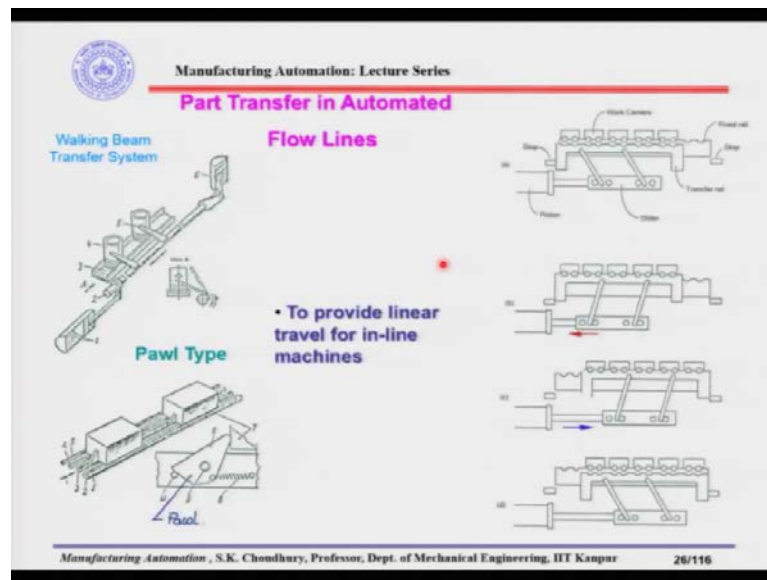 Manufacturing Automation: Lecture Series
Part Transfer in Automated
Flow Lines
Walking Beam
Transfer System
Work Carriers
Fixed rail
Stop
Stop
(a)
Transfer rail
Piston
Slider
(b)
• To provide linear
travel for in-line
machines
Pawl Type
(c)
Pawl
(d)
Manufacturing Automation , S.K. Choudhury, Professor, Dept. of Mechanical Engineering, IIT Kanpur 26/116